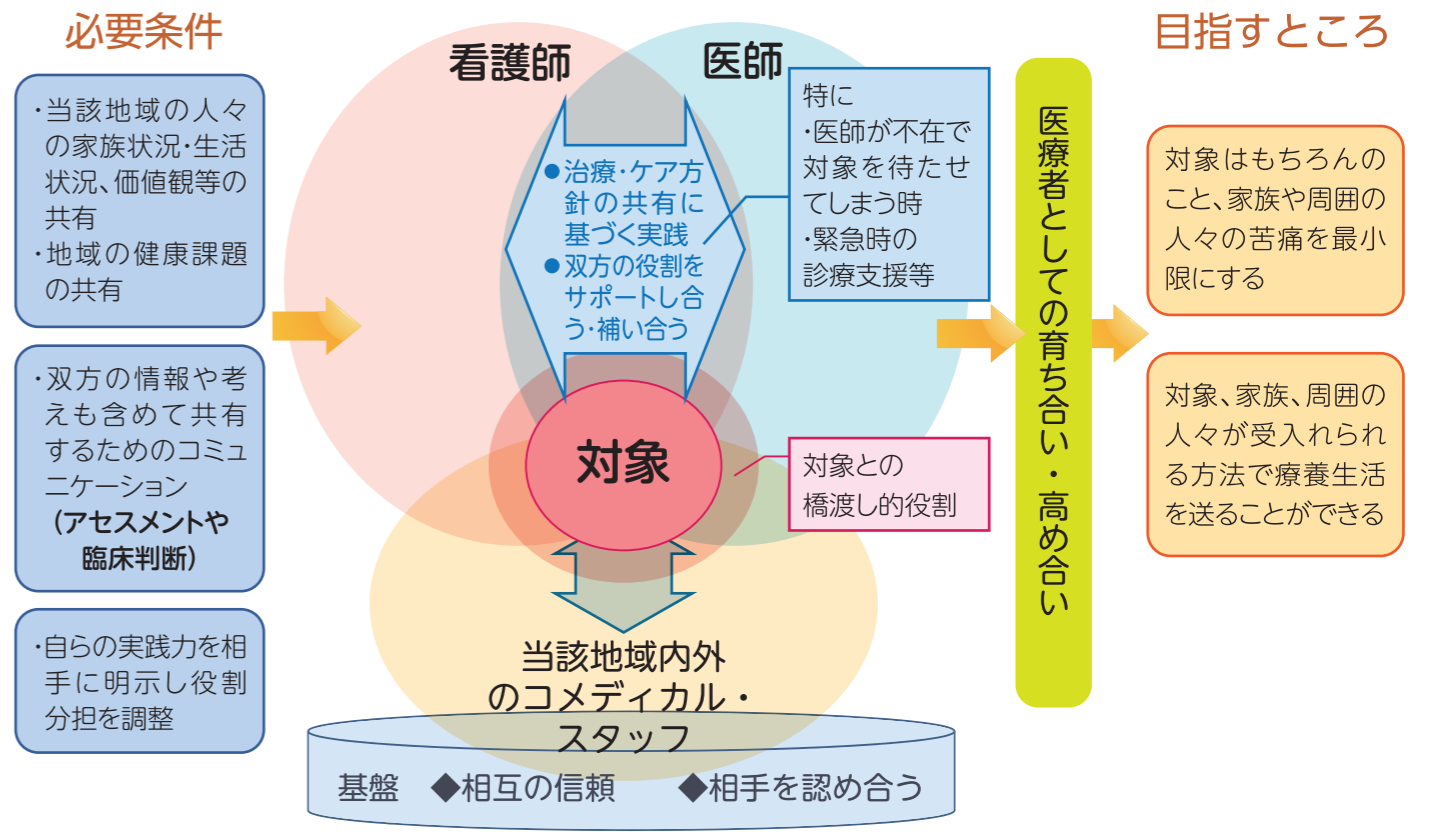 必要条件
・当該地域の人々
の家族状況・生活
状況、価値観等の
共有
・地域の健康課題
の共有
・双方の情報や考
えも含めて共有
するためのコミュ
ニケーション
(アセスメントや
臨床判断)
・自らの実践力を相
手に明示し役割
分担を調整
看護師
医師
●治療・ケア方
針の共有に
基づく実践
●双方の役割を
サポートし合
う・補い合う
特に
・医師が不在で
対象を待たせ
てしまう時
・緊急時の
診療支援等
対象
対象との
橋渡し的役割
当該地域内外
のコメディカル・
スタッフ
基盤 ◆相互の信頼 ◆相手を認め合う
医療者としての育ち合い・高め合い
目指すところ
対象はもちろんの
こと、家族や周囲の
人々の苦痛を最小
限にする
対象、家族、周囲の
人々が受入れられ
る方法で療養生活
を送ることができる